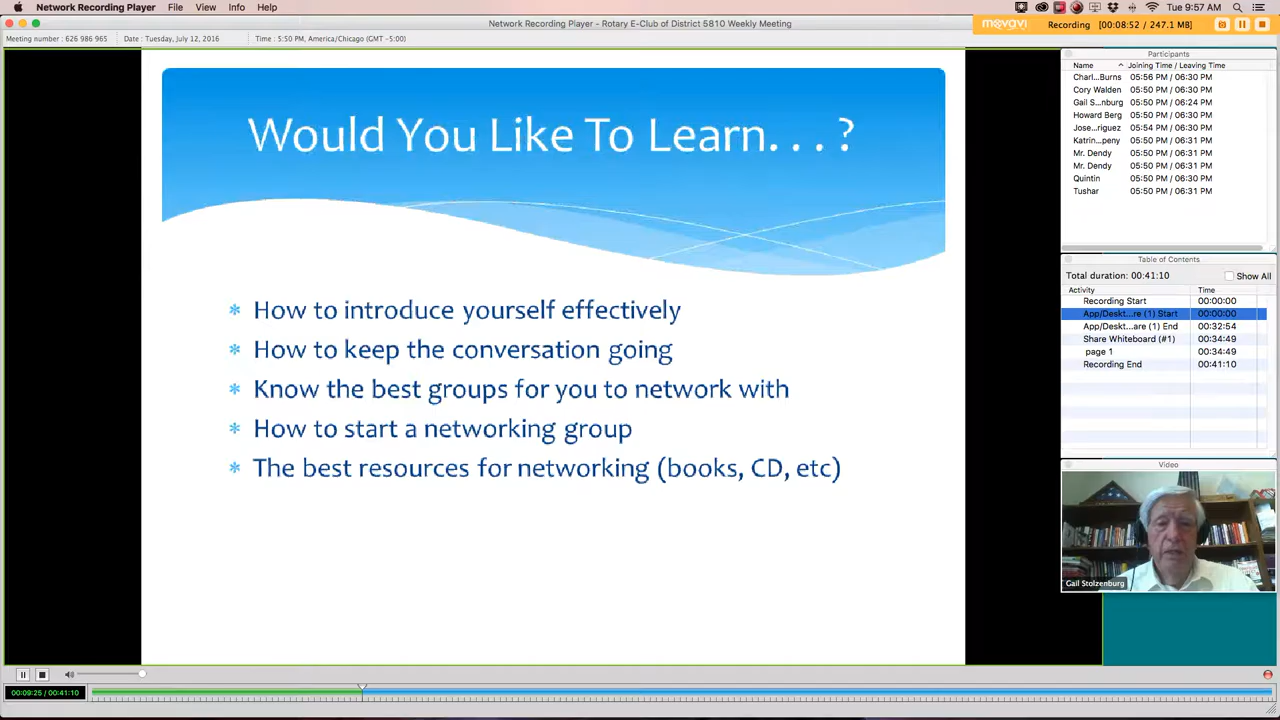 Network Recording Player File View Info Help
Tue 9:57 AM
Network Recording Player - Rotary E-Club of District 5810 Weekly Meeting
movavi Recording [00:08:52 / 247.1 MB]
Meeting number : 626 986 965 Date : Tuesday, July 12, 2016 Time : 5:50 PM, America/Chicago (GMT -5:00)
Would You Like To Learn. . . ?
* How to introduce yourself effectively
* How to keep the conversation going
* Know the best groups for you to network with
* How to start a networking group
* The best resources for networking (books, CD, etc)
Participants
Name Joining Time / Leaving Time
Charl...Burns 05:56 PM / 06:30 PM
Cory Walden 05:50 PM / 06:30 PM
Gail S...nburg 05:50 PM / 06:24 PM
Howard Berg 05:50 PM / 06:30 PM
Jose...riguez 05:54 PM / 06:30 PM
Katrin...peny 05:50 PM / 06:31 PM
Mr. Dendy 05:50 PM / 06:31 PM
Mr. Dendy 05:50 PM / 06:31 PM
Quintin 05:50 PM / 06:30 PM
Tushar 05:50 PM / 06:31 PM
Table of Contents
Total duration: 00:41:10 Show All
Activity Time
Recording Start 00:00:00
App/Deskt...re (1) Start 00:00:00
App/Deskt...are (1) End 00:32:54
Share Whiteboard (#1) 00:34:49
page 1 00:34:49
Recording End 00:41:10
Video
Gail Stolzenburg
00:09:25 / 00:41:10